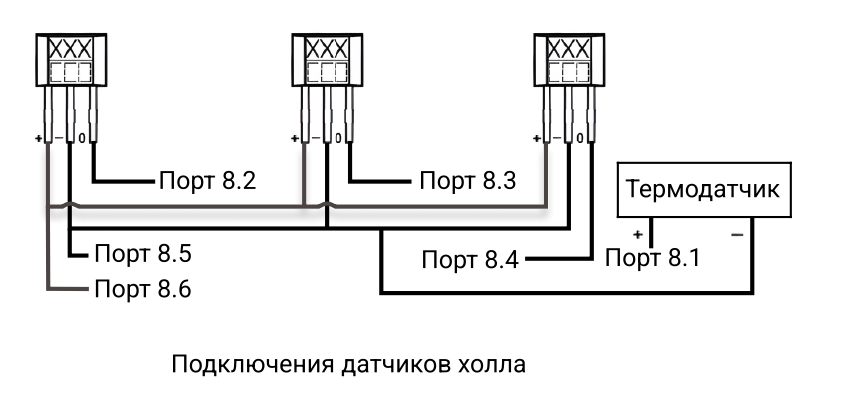 XXX XXX XXX
+ − 0 + − 0 + − 0
Порт 8.2 Порт 8.3
Термодатчик
+ −
Порт 8.5 Порт 8.4 Порт 8.1
Порт 8.6
Подключения датчиков холла